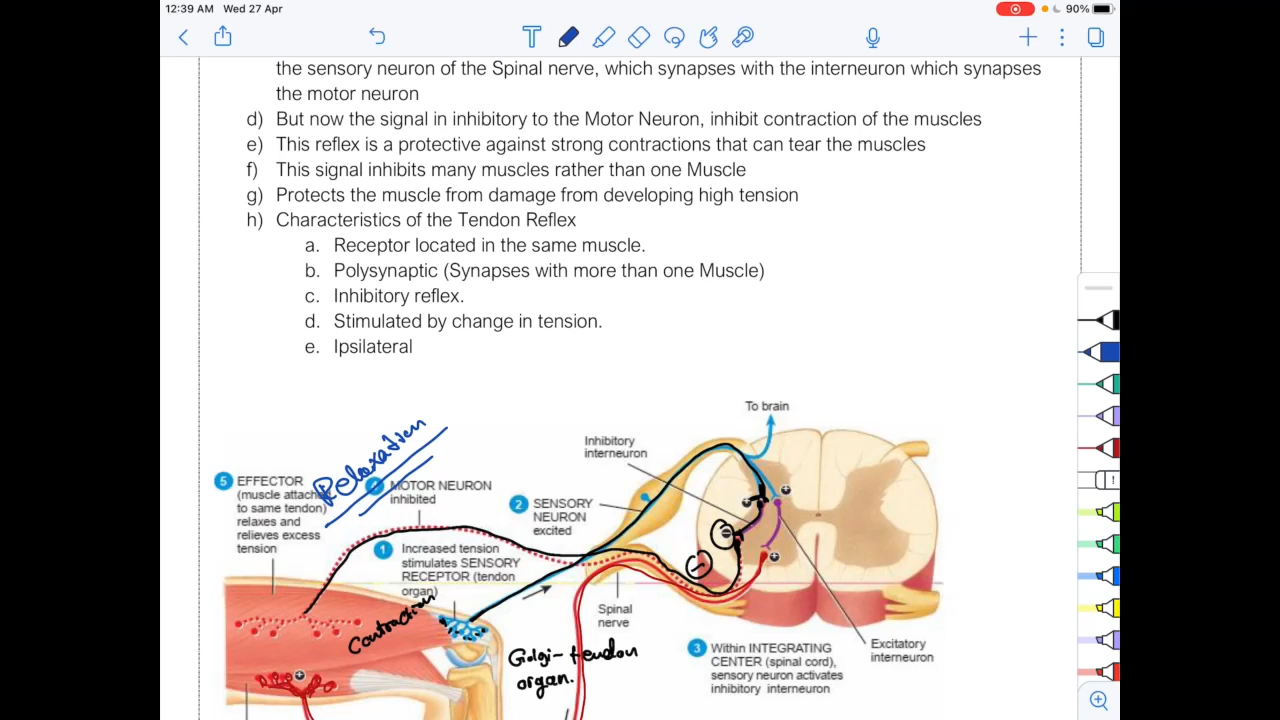 12:39 AM Wed 27 Apr
90%
the sensory neuron of the Spinal nerve, which synapses with the interneuron which synapses
the motor neuron
d) But now the signal in inhibitory to the Motor Neuron, inhibit contraction of the muscles
e) This reflex is a protective against strong contractions that can tear the muscles
f) This signal inhibits many muscles rather than one Muscle
g) Protects the muscle from damage from developing high tension
h) Characteristics of the Tendon Reflex
a. Receptor located in the same muscle.
b. Polysynaptic (Synapses with more than one Muscle)
c. Inhibitory reflex.
d. Stimulated by change in tension.
e. Ipsilateral
To brain
Inhibitory
interneuron
Relaxation
5 EFFECTOR
(muscle attached
to same tendon)
relaxes and
relieves excess
tension
MOTOR NEURON
inhibited
2 SENSORY
NEURON
excited
1 Increased tension
stimulates SENSORY
RECEPTOR (tendon
organ)
Contraction
Spinal
nerve
Golgi-tendon
organ.
3 Within INTEGRATING
CENTER (spinal cord),
sensory neuron activates
inhibitory interneuron
Excitatory
interneuron